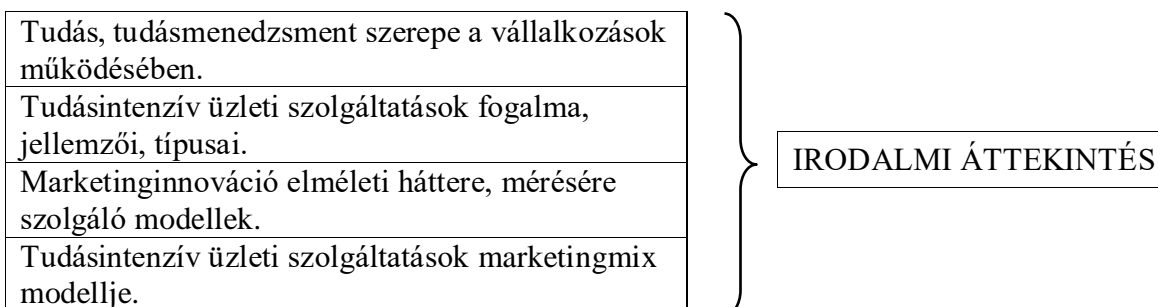 Tudás, tudásmenedzsment szerepe a vállalkozások
működésében.
Tudásintenzív üzleti szolgáltatások fogalma,
jellemzői, típusai.
Marketinginnováció elméleti háttere, mérésére
szolgáló modellek.
Tudásintenzív üzleti szolgáltatások marketingmix
modellje.
IRODALMI ÁTTEKINTÉS